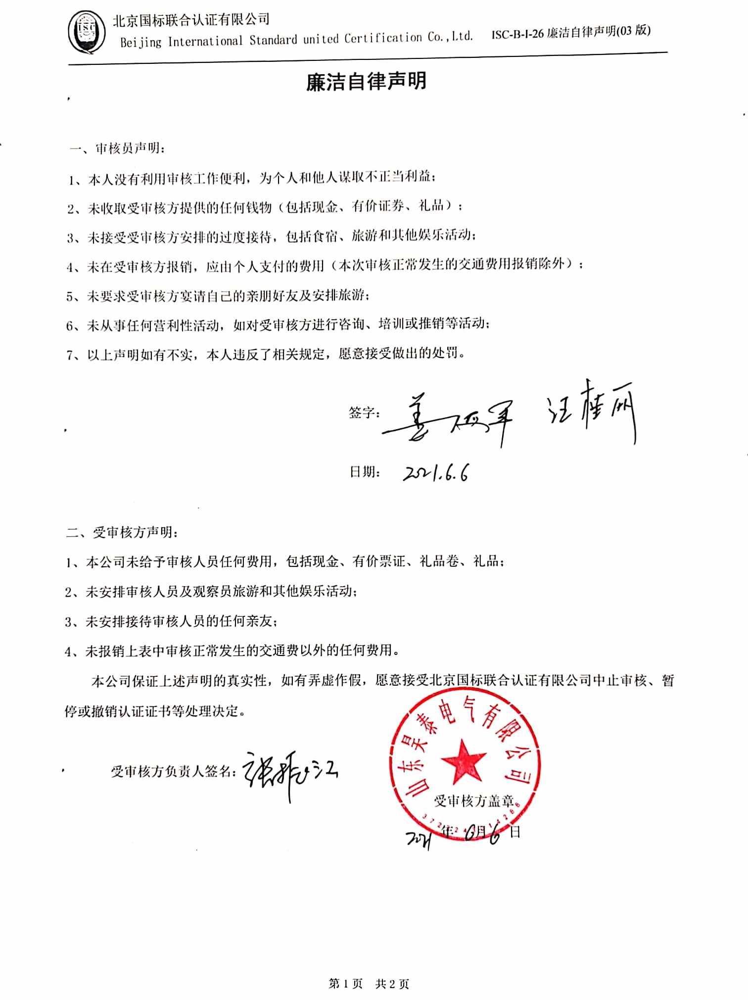 北京国标联合认证有限公司
Beijing International Standard united Certification Co.,Ltd. ISC-B-I-26 廉洁自律声明(03 版)
ISC
廉洁自律声明
一、审核员声明:
1、本人没有利用审核工作便利，为个人和他人谋取不正当利益;
2、未收取受审核方提供的任何钱物（包括现金、有价证券、礼品）;
3、未接受受审核方安排的过度接待，包括食宿、旅游和其他娱乐活动;
4、未在受审核方报销，应由个人支付的费用（本次审核正常发生的交通费用报销除外）;
5、未要求受审核方宴请自己的亲朋好友及安排旅游;
6、未从事任何营利性活动，如对受审核方进行咨询、培训或推销等活动;
7、以上声明如有不实，本人违反了相关规定，愿意接受做出的处罚。
签字: 姜 军 汪桂丽
日期: 2021.6.6
二、受审核方声明:
1、本公司未给予审核人员任何费用，包括现金、有价票证、礼品卷、礼品;
2、未安排审核人员及观察员旅游和其他娱乐活动;
3、未安排接待审核人员的任何亲友;
4、未报销上表中审核正常发生的交通费以外的任何费用。
本公司保证上述声明的真实性，如有弄虚作假，愿意接受北京国标联合认证有限公司中止审核、暂
停或撤销认证证书等处理决定。
山东昊泰电气有限公司
受审核方负责人签名: 张振江
受审核方盖章
2021 年 6 月 6 日
第 1 页 共 2 页